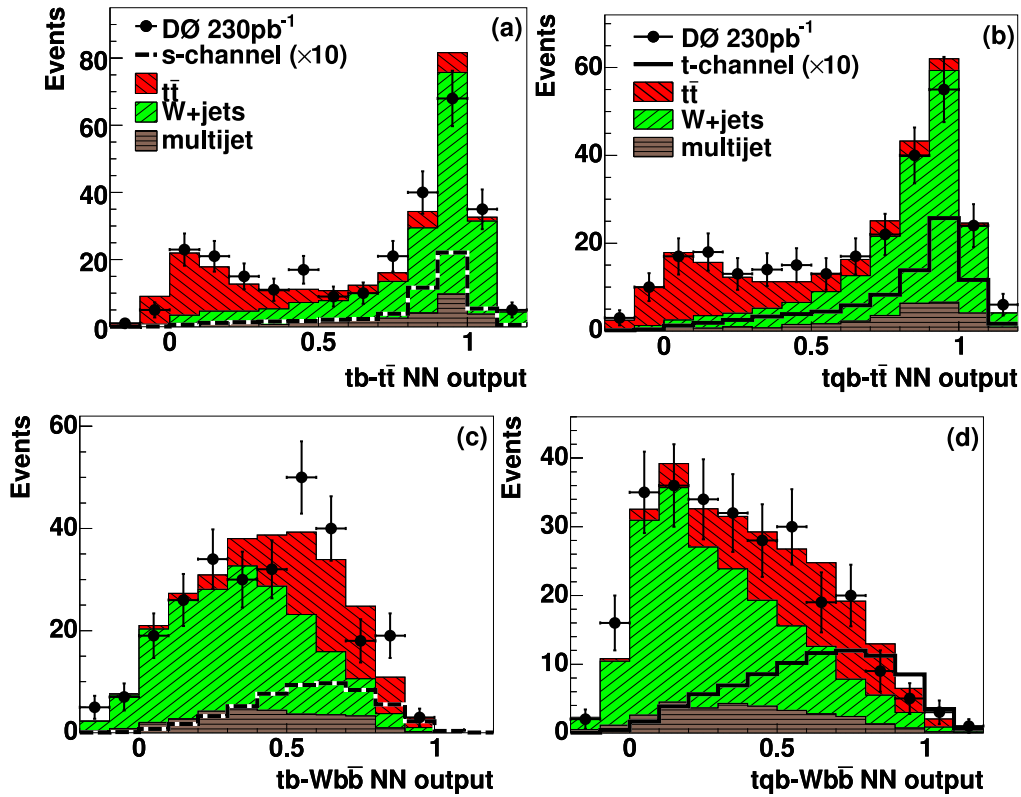 Events
80
60
40
20
0
(a)
DØ 230pb⁻¹
s-channel (×10)
tt̄
W+jets
multijet
0 0.5 1
tb-tt̄ NN output
Events
60
40
20
0
(b)
DØ 230pb⁻¹
t-channel (×10)
tt̄
W+jets
multijet
0 0.5 1
tqb-tt̄ NN output
Events
60
40
20
0
(c)
0 0.5 1
tb-Wbb̄ NN output
Events
40
30
20
10
0
(d)
0 0.5 1
tqb-Wbb̄ NN output